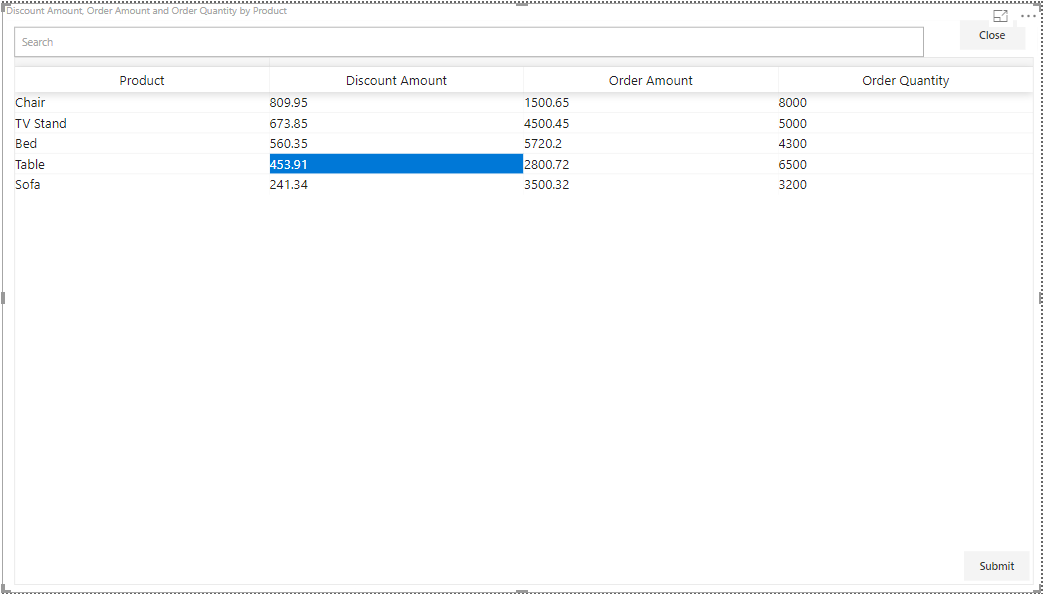 Discount Amount, Order Amount and Order Quantity by Product
Search
Close
Product Discount Amount Order Amount Order Quantity
Chair 809.95 1500.65 8000
TV Stand 673.85 4500.45 5000
Bed 560.35 5720.2 4300
Table 453.91 2800.72 6500
Sofa 241.34 3500.32 3200
Submit